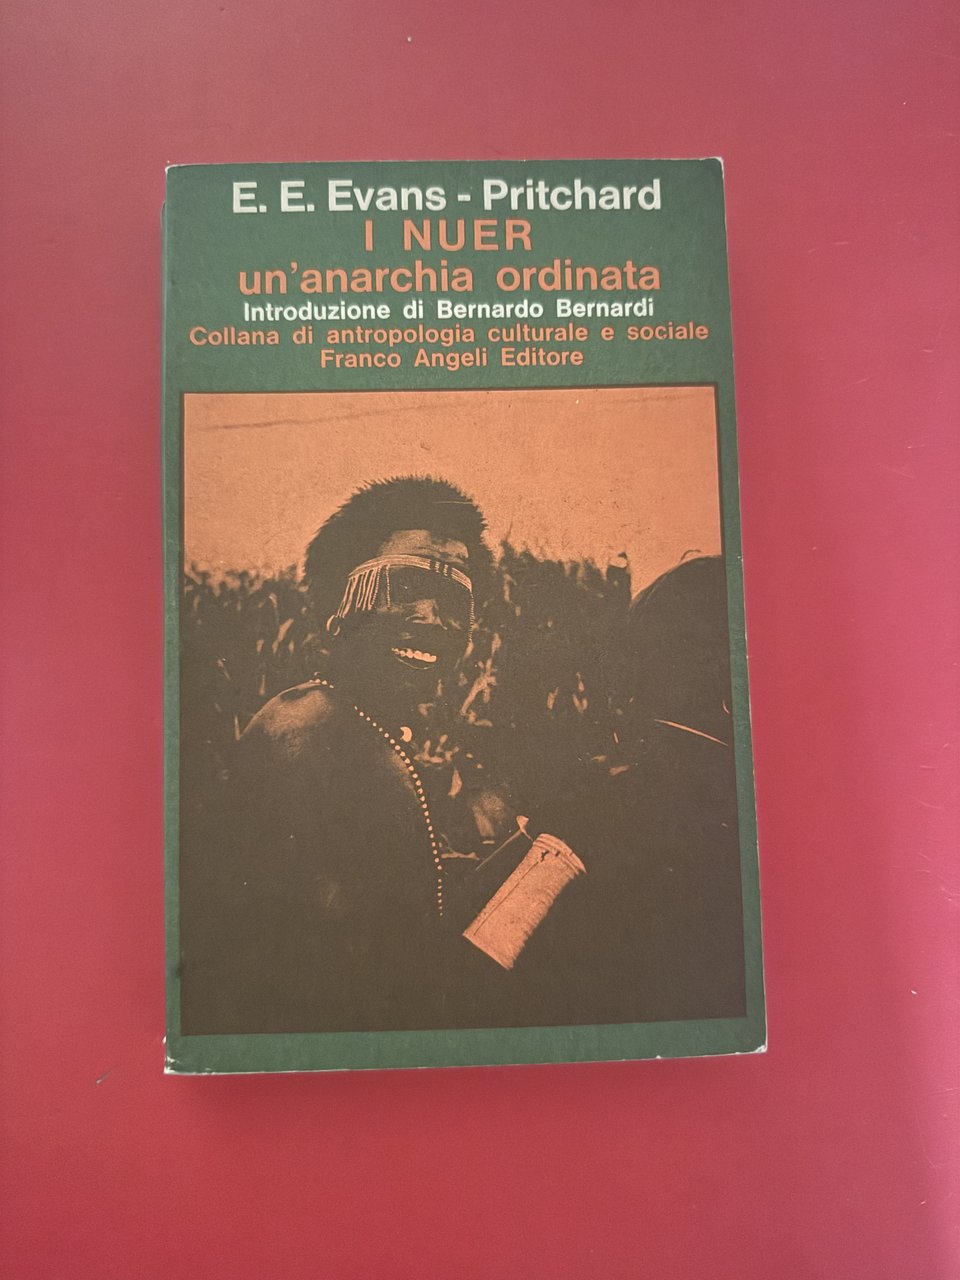 E. E. Evans - Pritchard
I NUER
un'anarchia ordinata
Introduzione di Bernardo Bernardi
Collana di antropologia culturale e sociale
Franco Angeli Editore